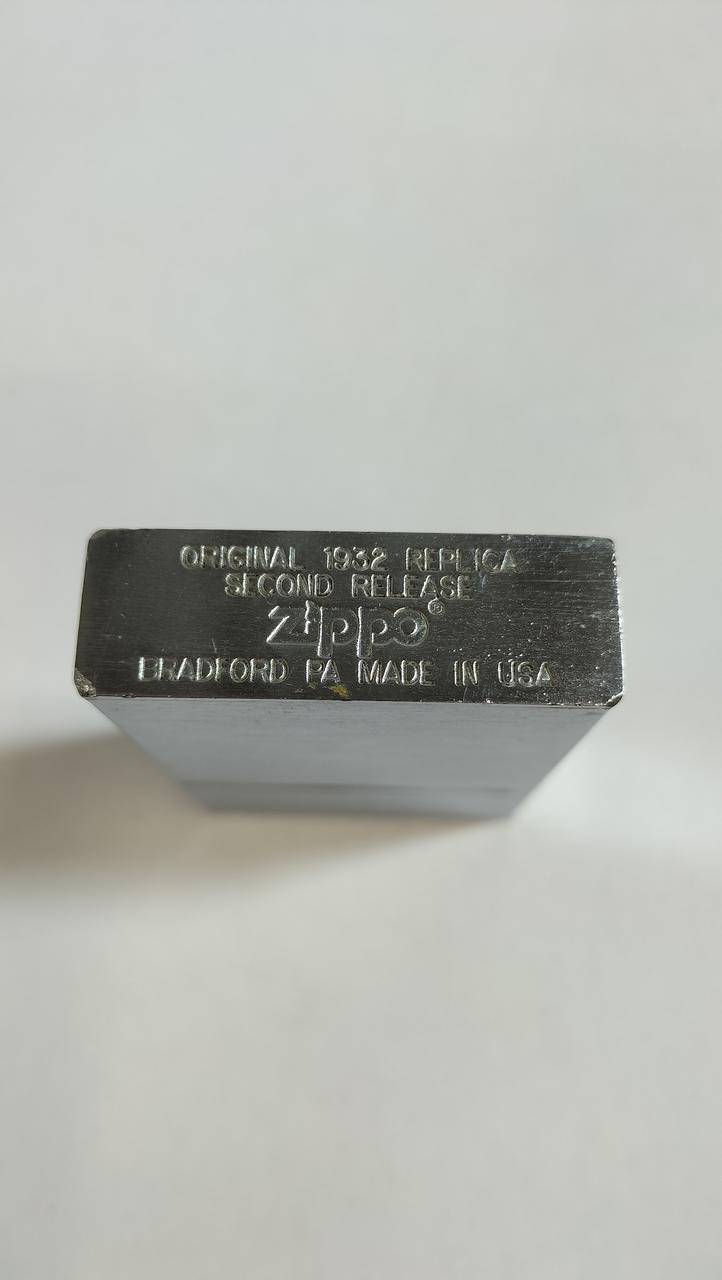 ORIGINAL 1932 REPLICA
SECOND RELEASE
Zippo®
BRADFORD PA MADE IN USA